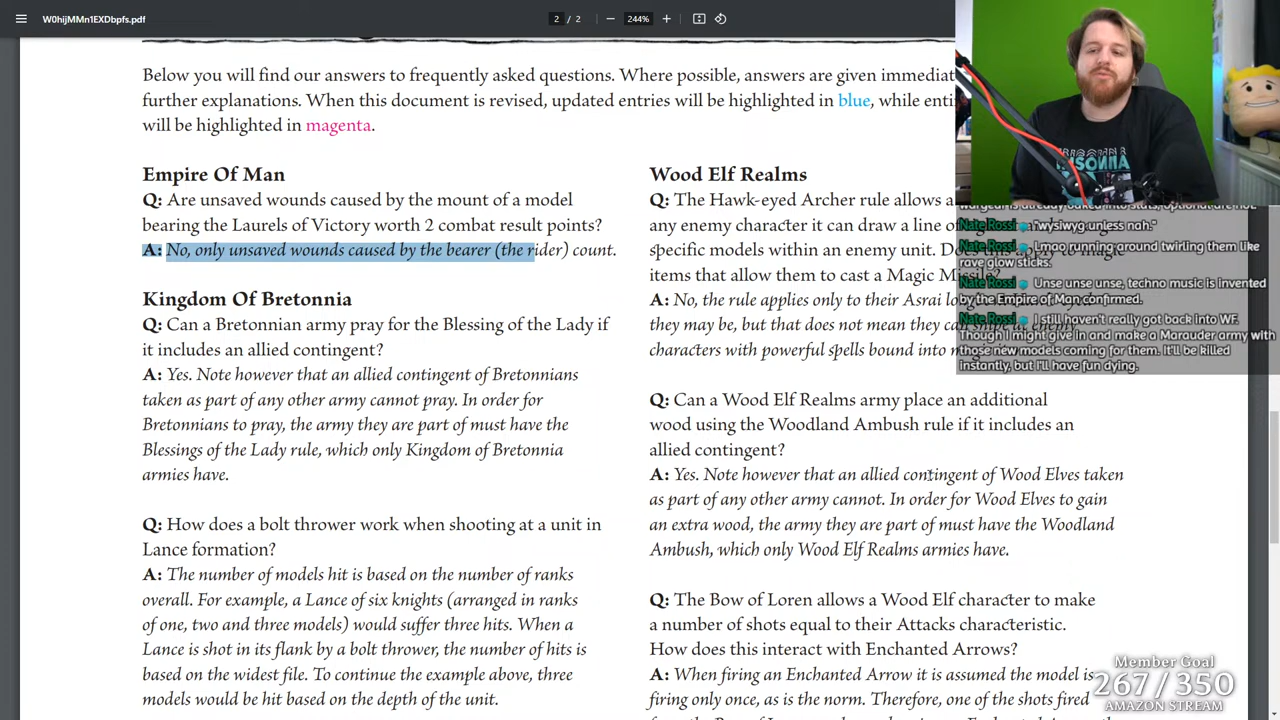 W0hijMMn1EXDbpfs.pdf
2 / 2
244%
Below you will find our answers to frequently asked questions. Where possible, answers are given immediat
further explanations. When this document is revised, updated entries will be highlighted in blue, while enti
will be highlighted in magenta.
Empire Of Man
Q: Are unsaved wounds caused by the mount of a model
bearing the Laurels of Victory worth 2 combat result points?
A: No, only unsaved wounds caused by the bearer (the rider) count.
Kingdom Of Bretonnia
Q: Can a Bretonnian army pray for the Blessing of the Lady if
it includes an allied contingent?
A: Yes. Note however that an allied contingent of Bretonnians
taken as part of any other army cannot pray. In order for
Bretonnians to pray, the army they are part of must have the
Blessings of the Lady rule, which only Kingdom of Bretonnia
armies have.
Q: How does a bolt thrower work when shooting at a unit in
Lance formation?
A: The number of models hit is based on the number of ranks
overall. For example, a Lance of six knights (arranged in ranks
of one, two and three models) would suffer three hits. When a
Lance is shot in its flank by a bolt thrower, the number of hits is
based on the widest file. To continue the example above, three
models would be hit based on the depth of the unit.
Wood Elf Realms
Q: The Hawk-eyed Archer rule allows a
any enemy character it can draw a line of
specific models within an enemy unit. Does this apply to magic
items that allow them to cast a Magic Missile?
A: No, the rule applies only to their Asrai lo
they may be, but that does not mean they can
characters with powerful spells bound into m
Q: Can a Wood Elf Realms army place an additional
wood using the Woodland Ambush rule if it includes an
allied contingent?
A: Yes. Note however that an allied contingent of Wood Elves taken
as part of any other army cannot. In order for Wood Elves to gain
an extra wood, the army they are part of must have the Woodland
Ambush, which only Wood Elf Realms armies have.
Q: The Bow of Loren allows a Wood Elf character to make
a number of shots equal to their Attacks characteristic.
How does this interact with Enchanted Arrows?
A: When firing an Enchanted Arrow it is assumed the model is
firing only once, as is the norm. Therefore, one of the shots fired
INSOMNIA
wargear is already baked into stats, optional are not.
Nate Rossi "wysiwyg unless nah."
Nate Rossi Lmao running around twirling them like
rave glow sticks.
Nate Rossi Unse unse unse, techno music is invented
by the Empire of Man confirmed.
Nate Rossi I still haven't really got back into WF.
Though I might give in and make a Marauder army with
those new models coming for them. It'll be killed
instantly, but I'll have fun dying.
Member Goal
267 / 350
AMAZON STREAM